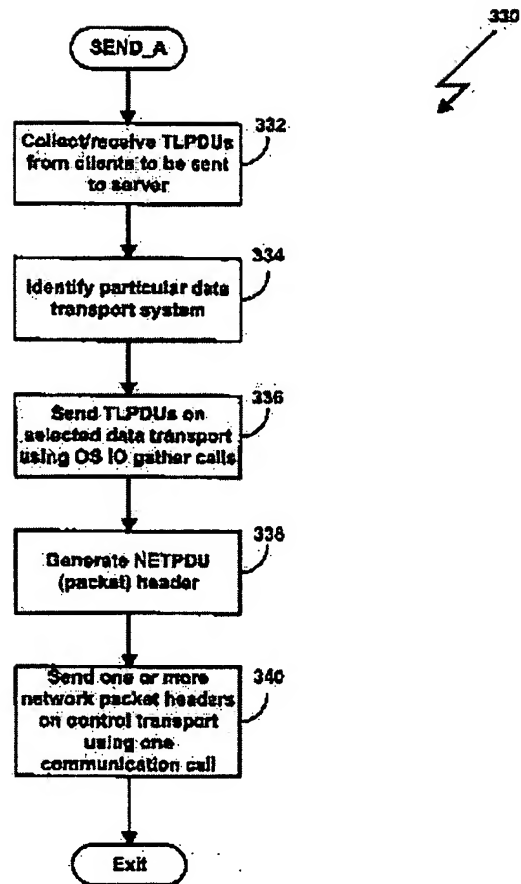 330
SEND_A
332
Collect/receive TLPDUs
from clients to be sent
to server
334
Identify particular data
transport system
336
Send TLPDUs on
selected data transport
using OS IO gather calls
338
Generate NETPDU
(packet) header
340
Send one or more
network packet headers
on control transport
using one
communication call
Exit